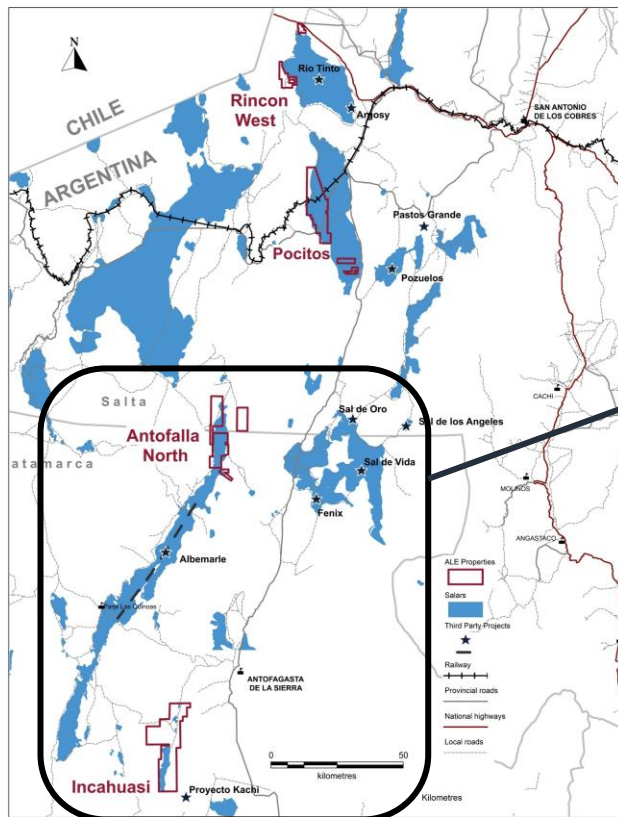 N
CHILE
ARGENTINA
Rio Tinto
Rincon
West
Argosy
SAN ANTONIO
DE LOS COBRES
Pastos Grande
Pocitos
Pozuelos
Salta
CACHI
Sal de Oro
Sal de los Angeles
Antofalla
North
atamarca
Sal de Vida
MOLINOS
Fenix
ANGASTACO
Albemarle
ALE Properties
Salars
Third Party Projects
Railway
Provincial roads
National highways
Local roads
ANTOFAGASTA
DE LA SIERRA
0
50
kilometres
Incahuasi
Proyecto Kachi
Kilometres